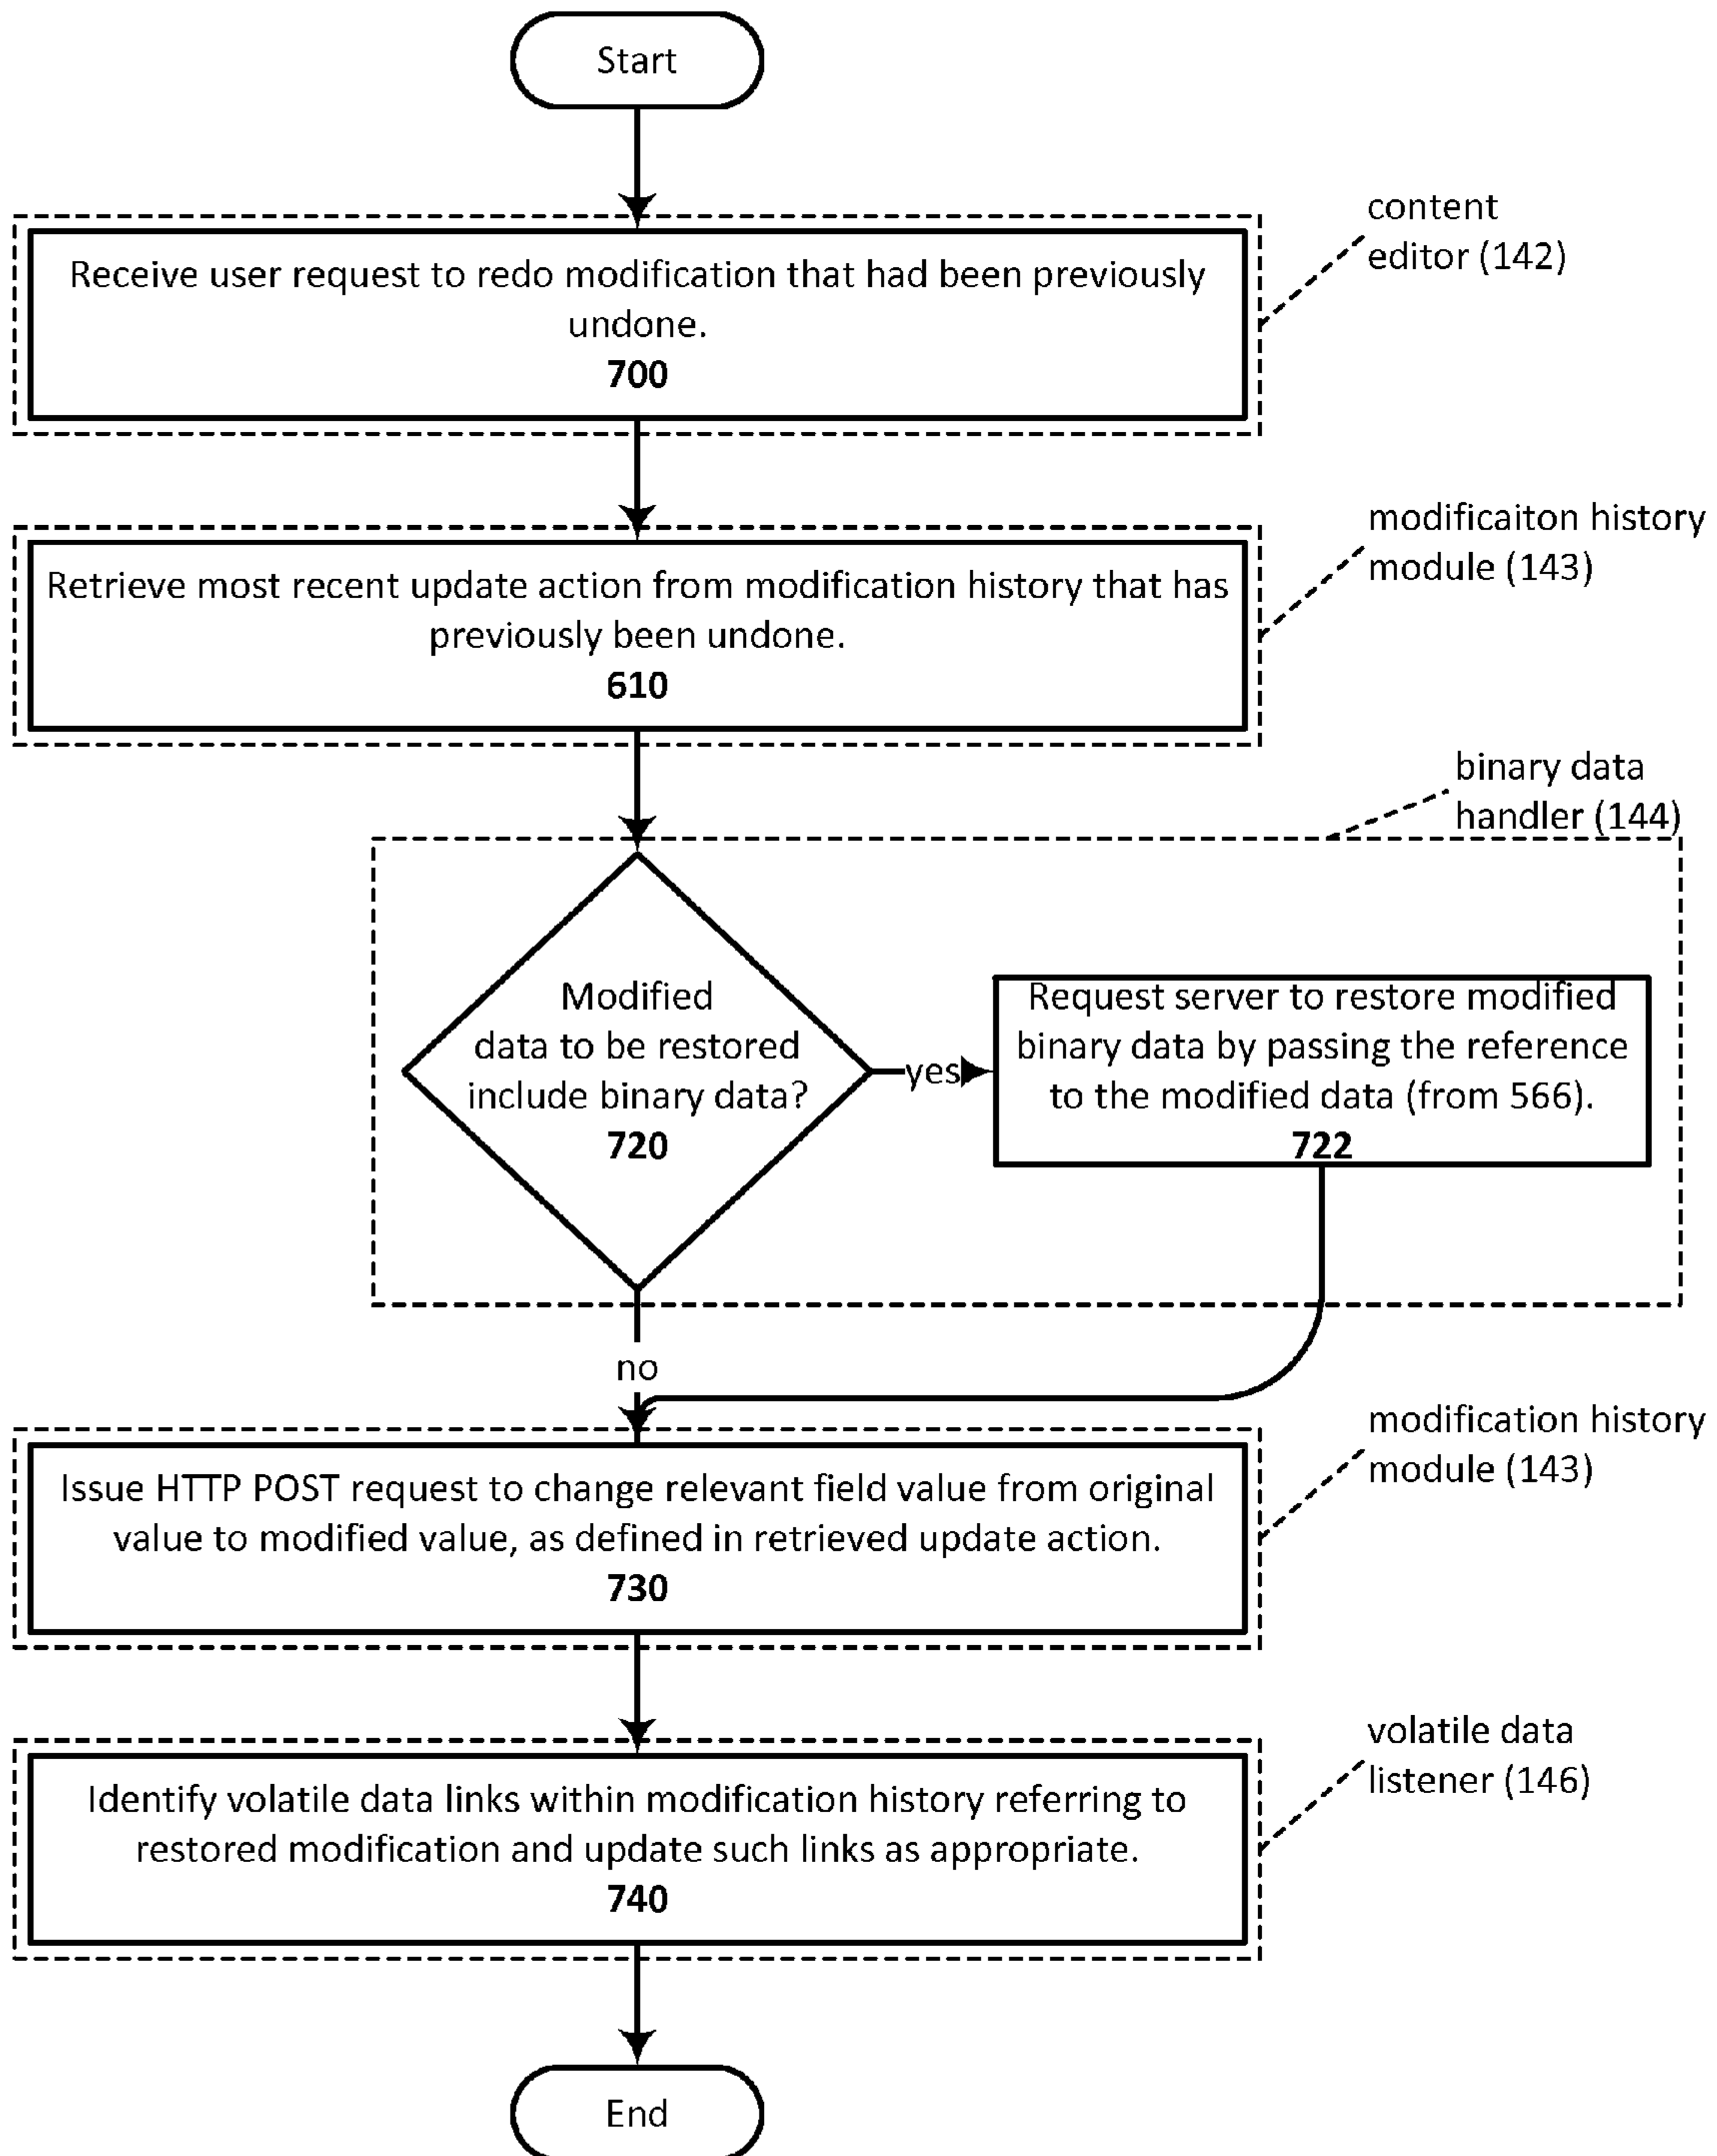 Start
content
editor (142)
Receive user request to redo modification that had been previously
undone.
700
modificaiton history
module (143)
Retrieve most recent update action from modification history that has
previously been undone.
610
binary data
handler (144)
Modified
data to be restored
include binary data?
720
yes
Request server to restore modified
binary data by passing the reference
to the modified data (from 566).
722
no
modification history
module (143)
Issue HTTP POST request to change relevant field value from original
value to modified value, as defined in retrieved update action.
730
volatile data
listener (146)
Identify volatile data links within modification history referring to
restored modification and update such links as appropriate.
740
End